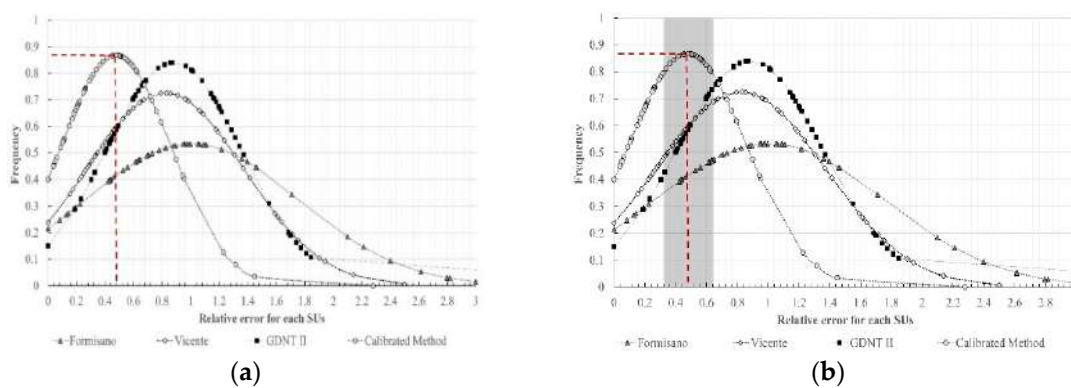 1
0.9
0.8
0.7
0.6
0.5
0.4
0.3
0.2
0.1
0
Frequency
0 0.2 0.4 0.6 0.8 1 1.2 1.4 1.6 1.8 2 2.2 2.4 2.6 2.8 3
Relative error for each SUs
Formisano Vicente GDNT II Calibrated Method
(a)
1
0.9
0.8
0.7
0.6
0.5
0.4
0.3
0.2
0.1
0
Frequency
0 0.2 0.4 0.6 0.8 1 1.2 1.4 1.6 1.8 2 2.2 2.4 2.6 2.8
Relative error for each SUs
Formisano Vicente GDNT II Calibrated Method
(b)